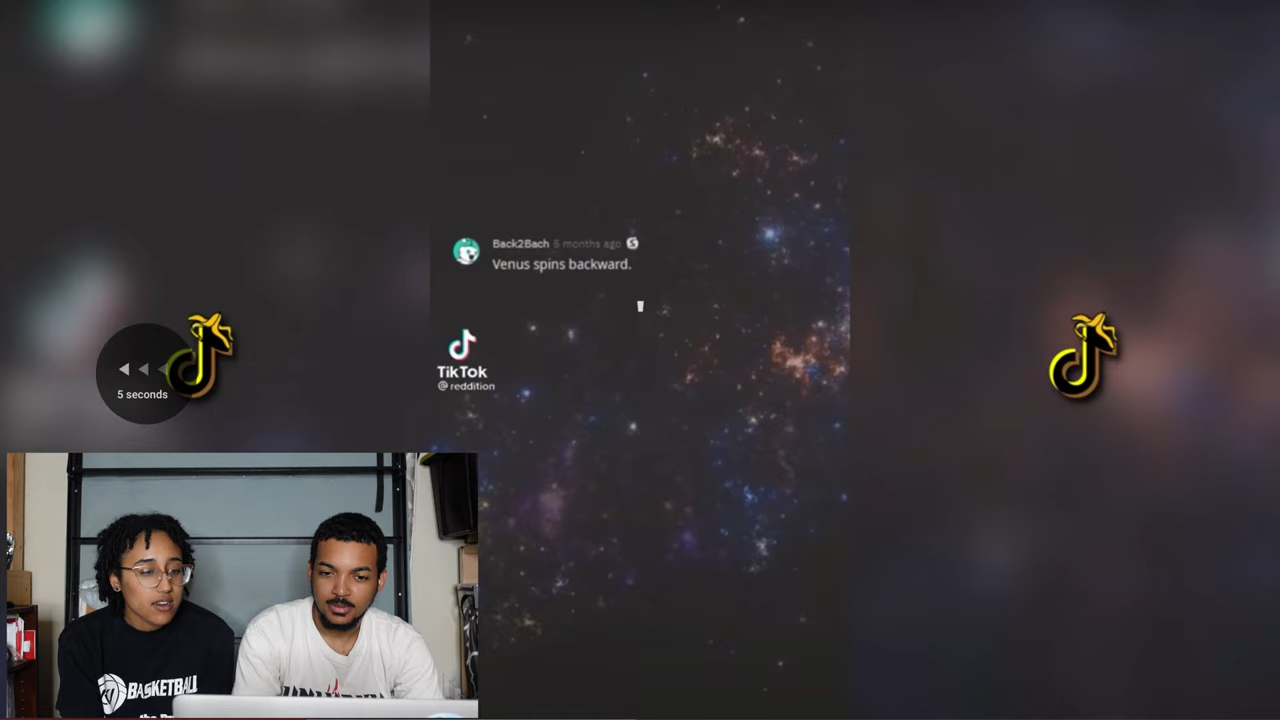 Back2Bach 5 months ago
Venus spins backward.
TikTok
@reddition
5 seconds
BASKETBALL